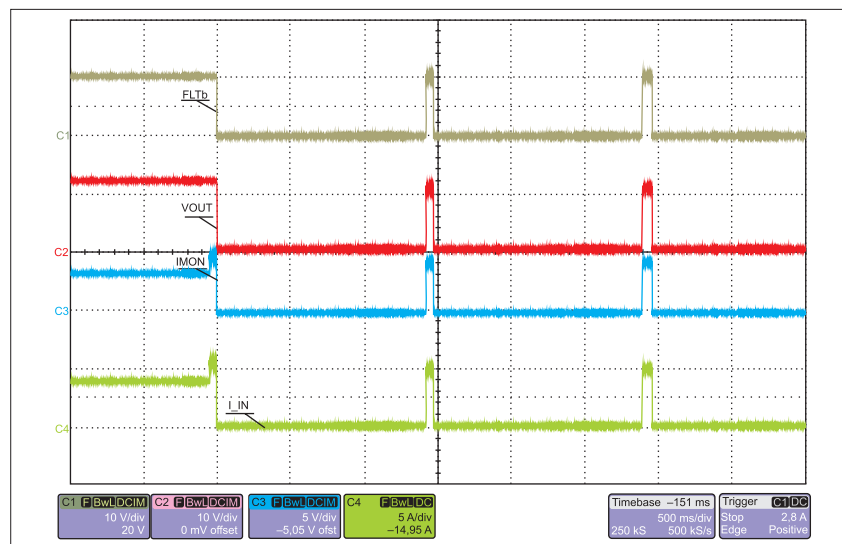 FLTb
C1
VOUT
C2
IMON
C3
I_IN
C4
C1 F BwL DCIM
10 V/div
20 V
C2 F BwL DCIM
10 V/div
0 mV offset
C3 F BwL DCIM
5 V/div
–5,05 V ofst
C4 F BwL DC
5 A/div
–14,95 A
Timebase –151 ms
500 ms/div
250 kS 500 kS/s
Trigger C1 DC
Stop 2,8 A
Edge Positive